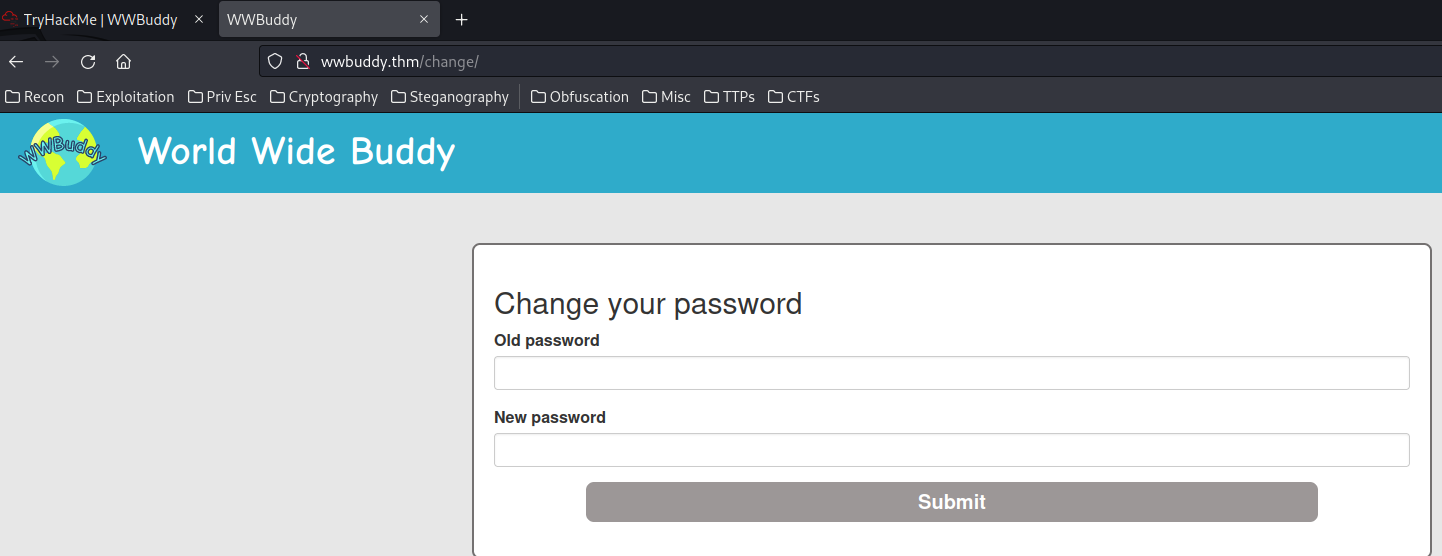 TryHackMe | WWBuddy
WWBuddy
wwbuddy.thm/change/
Recon Exploitation Priv Esc Cryptography Steganography Obfuscation Misc TTPs CTFs
WWBuddy World Wide Buddy
Change your password
Old password
New password
Submit